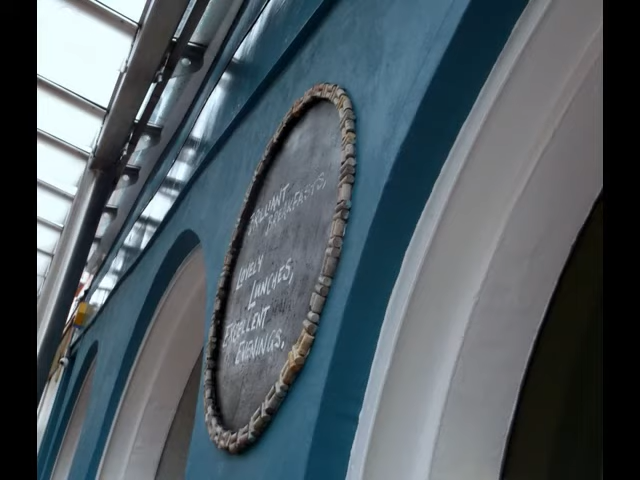 BRILLIANT
BREAKFASTS,
LOVELY
LUNCHES,
EXCELLENT
EVENINGS.